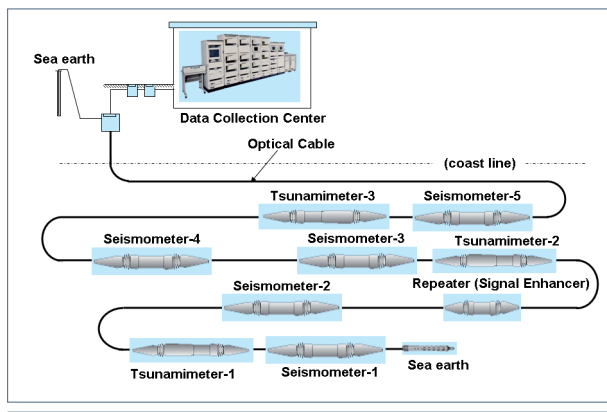 Sea earth
Data Collection Center
Optical Cable
(coast line)
Tsunamimeter-3
Seismometer-5
Seismometer-4
Seismometer-3
Tsunamimeter-2
Seismometer-2
Repeater (Signal Enhancer)
Tsunamimeter-1
Seismometer-1
Sea earth